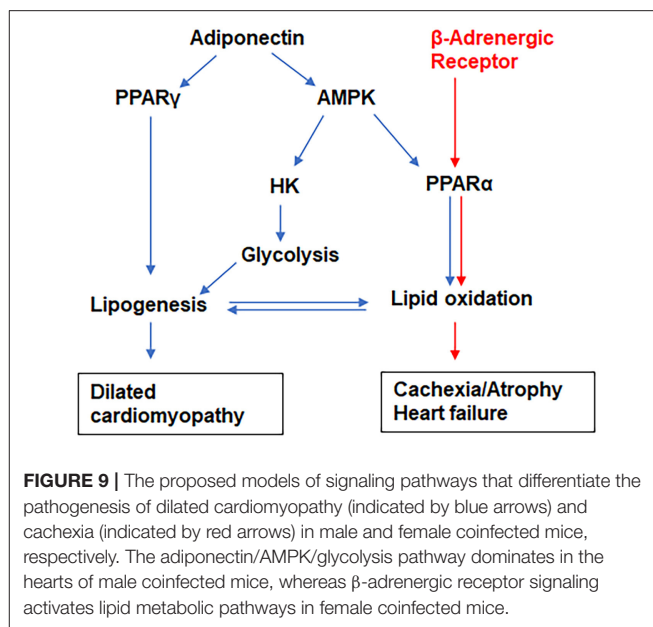 Adiponectin
β-Adrenergic
Receptor
PPARγ
AMPK
HK
PPARα
Glycolysis
Lipogenesis
Lipid oxidation
Dilated
cardiomyopathy
Cachexia/Atrophy
Heart failure
FIGURE 9 | The proposed models of signaling pathways that differentiate the
pathogenesis of dilated cardiomyopathy (indicated by blue arrows) and
cachexia (indicated by red arrows) in male and female coinfected mice,
respectively. The adiponectin/AMPK/glycolysis pathway dominates in the
hearts of male coinfected mice, whereas β-adrenergic receptor signaling
activates lipid metabolic pathways in female coinfected mice.